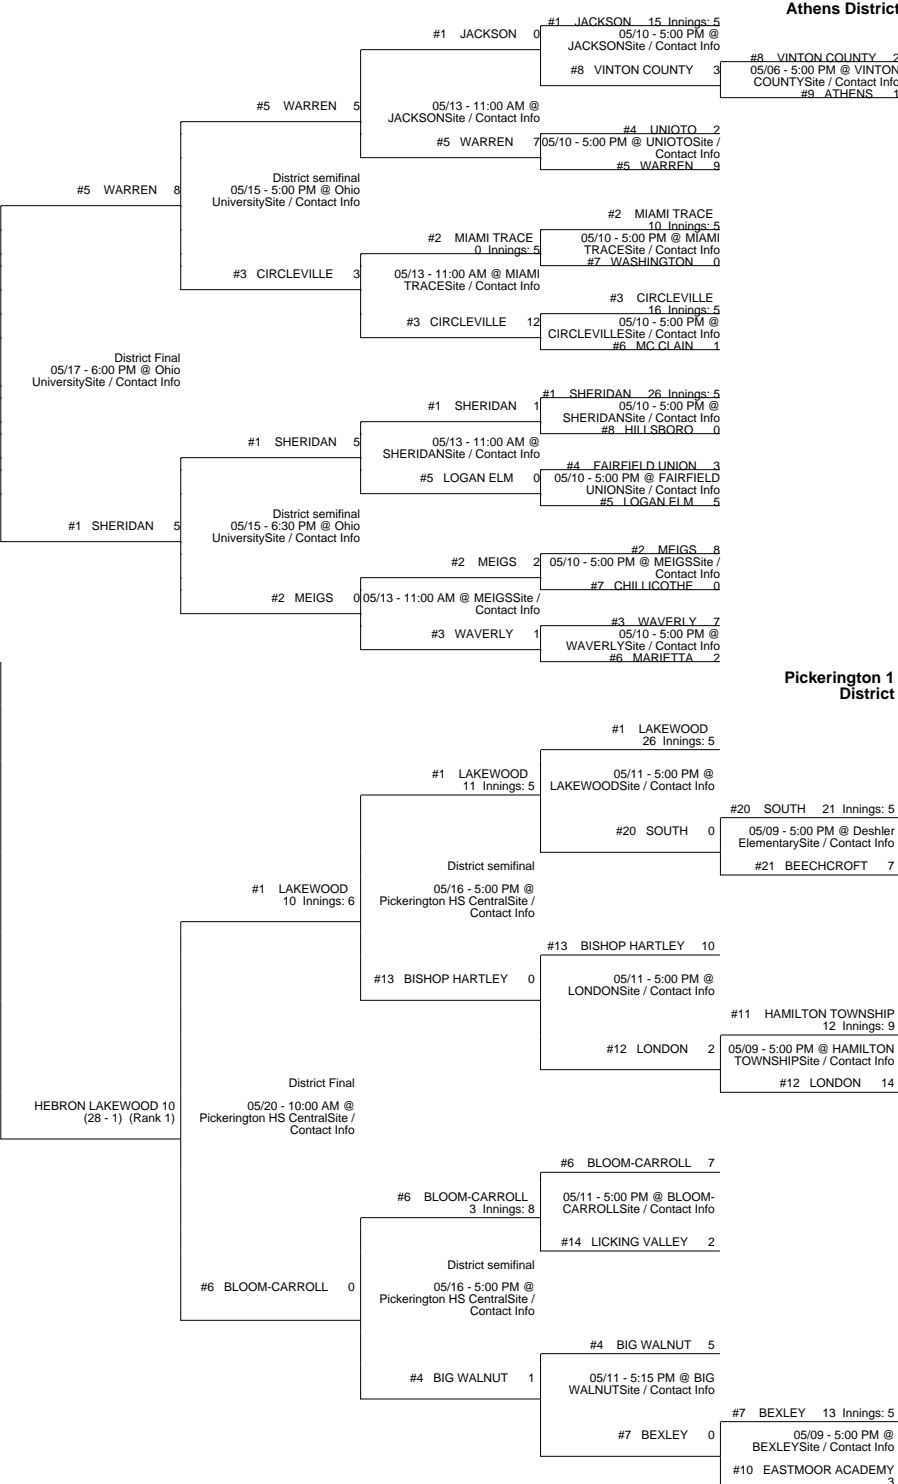 Athens District
#1 JACKSON 15 Innings: 5
#1 JACKSON 0
05/10 - 5:00 PM @
JACKSONSite / Contact Info
#8 VINTON COUNTY 2
#8 VINTON COUNTY 3
05/06 - 5:00 PM @ VINTON
COUNTYSite / Contact Info
#9 ATHENS 1
#5 WARREN 5
05/13 - 11:00 AM @
JACKSONSite / Contact Info
#4 UNIOTO 2
#5 WARREN 7
05/10 - 5:00 PM @ UNIOTOSite /
Contact Info
#5 WARREN 9
District semifinal
05/15 - 5:00 PM @ Ohio
UniversitySite / Contact Info
#5 WARREN 8
#2 MIAMI TRACE
10 Innings: 5
#2 MIAMI TRACE
0 Innings: 5
05/10 - 5:00 PM @ MIAMI
TRACESite / Contact Info
#7 WASHINGTON 0
#3 CIRCLEVILLE 3
05/13 - 11:00 AM @ MIAMI
TRACESite / Contact Info
#3 CIRCLEVILLE
16 Innings: 5
#3 CIRCLEVILLE 12
05/10 - 5:00 PM @
CIRCLEVILLESite / Contact Info
#6 MC CLAIN 1
District Final
05/17 - 6:00 PM @ Ohio
UniversitySite / Contact Info
#1 SHERIDAN 26 Innings: 5
#1 SHERIDAN 1
05/10 - 5:00 PM @
SHERIDANSite / Contact Info
#8 HILLSBORO 0
#1 SHERIDAN 5
05/13 - 11:00 AM @
SHERIDANSite / Contact Info
#4 FAIRFIELD UNION 3
#5 LOGAN ELM 0
05/10 - 5:00 PM @ FAIRFIELD
UNIONSite / Contact Info
#5 LOGAN ELM 5
District semifinal
05/15 - 6:30 PM @ Ohio
UniversitySite / Contact Info
#1 SHERIDAN 5
#2 MEIGS 8
#2 MEIGS 2
05/10 - 5:00 PM @ MEIGSSite /
Contact Info
#7 CHILLICOTHE 0
#2 MEIGS 0
05/13 - 11:00 AM @ MEIGSSite /
Contact Info
#3 WAVERLY 7
#3 WAVERLY 1
05/10 - 5:00 PM @
WAVERLYSite / Contact Info
#6 MARIETTA 2
Pickerington 1
District
#1 LAKEWOOD
26 Innings: 5
#1 LAKEWOOD
11 Innings: 5
05/11 - 5:00 PM @
LAKEWOODSite / Contact Info
#20 SOUTH 21 Innings: 5
#20 SOUTH 0
05/09 - 5:00 PM @ Deshler
ElementarySite / Contact Info
#21 BEECHCROFT 7
District semifinal
05/16 - 5:00 PM @
Pickerington HS CentralSite /
Contact Info
#1 LAKEWOOD
10 Innings: 6
#13 BISHOP HARTLEY 10
#13 BISHOP HARTLEY 0
05/11 - 5:00 PM @
LONDONSite / Contact Info
#11 HAMILTON TOWNSHIP
12 Innings: 9
#12 LONDON 2
05/09 - 5:00 PM @ HAMILTON
TOWNSHIPSite / Contact Info
#12 LONDON 14
District Final
05/20 - 10:00 AM @
Pickerington HS CentralSite /
Contact Info
HEBRON LAKEWOOD 10
(28 - 1) (Rank 1)
#6 BLOOM-CARROLL 7
#6 BLOOM-CARROLL
3 Innings: 8
05/11 - 5:00 PM @ BLOOM-
CARROLLSite / Contact Info
#14 LICKING VALLEY 2
District semifinal
05/16 - 5:00 PM @
Pickerington HS CentralSite /
Contact Info
#6 BLOOM-CARROLL 0
#4 BIG WALNUT 5
#4 BIG WALNUT 1
05/11 - 5:15 PM @ BIG
WALNUTSite / Contact Info
#7 BEXLEY 13 Innings: 5
#7 BEXLEY 0
05/09 - 5:00 PM @
BEXLEYSite / Contact Info
#10 EASTMOOR ACADEMY
3